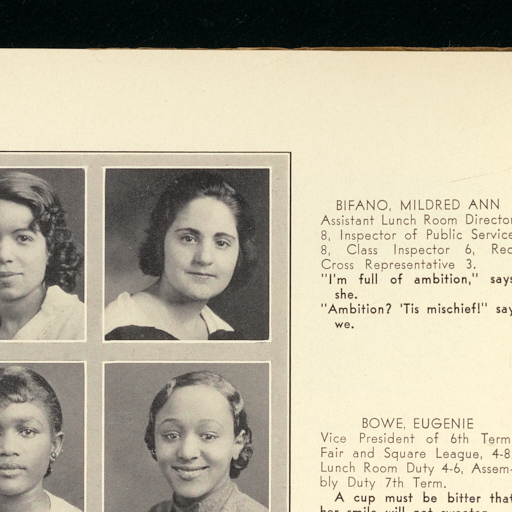 BIFANO, MILDRED ANN
Assistant Lunch Room Director
8, Inspector of Public Service
8, Class Inspector 6, Red
Cross Representative 3.
"I'm full of ambition," says
she.
"Ambition? 'Tis mischief!" say
we.
BOWE, EUGENIE
Vice President of 6th Term
Fair and Square League, 4-8
Lunch Room Duty 4-6, Assem-
bly Duty 7th Term.
A cup must be bitter that
her smile will not sweeten